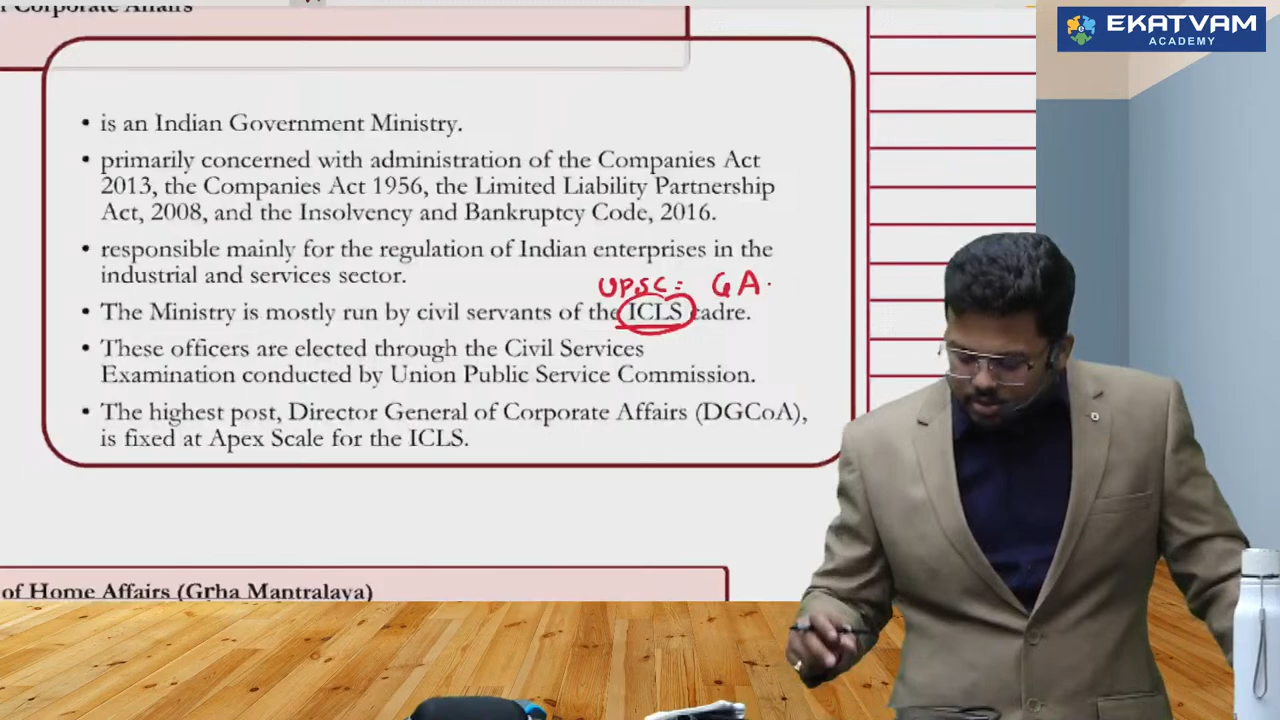 r Corporate Affairs
EKATVAM
ACADEMY
• is an Indian Government Ministry.
• primarily concerned with administration of the Companies Act
2013, the Companies Act 1956, the Limited Liability Partnership
Act, 2008, and the Insolvency and Bankruptcy Code, 2016.
• responsible mainly for the regulation of Indian enterprises in the
industrial and services sector.
UPSC: GA.
• The Ministry is mostly run by civil servants of the ICLS cadre.
• These officers are elected through the Civil Services
Examination conducted by Union Public Service Commission.
• The highest post, Director General of Corporate Affairs (DGCoA),
is fixed at Apex Scale for the ICLS.
of Home Affairs (Grha Mantralaya)